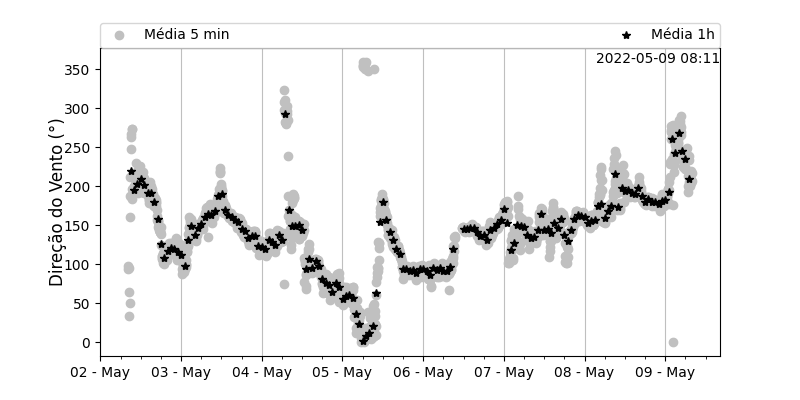 Média 5 min
Média 1h
2022-05-09 08:11
Direção do Vento (°)
350
300
250
200
150
100
50
0
02 - May
03 - May
04 - May
05 - May
06 - May
07 - May
08 - May
09 - May